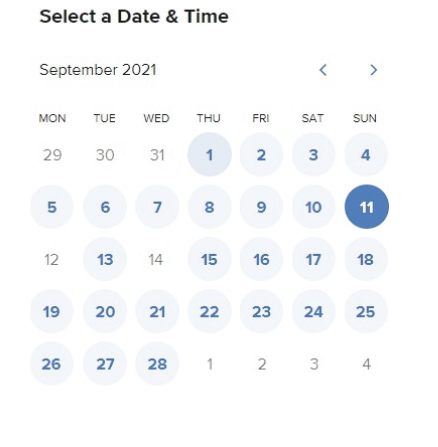 Select a Date & Time
September 2021
MON TUE WED THU FRI SAT SUN
29 30 31 1 2 3 4
5 6 7 8 9 10 11
12 13 14 15 16 17 18
19 20 21 22 23 24 25
26 27 28 1 2 3 4